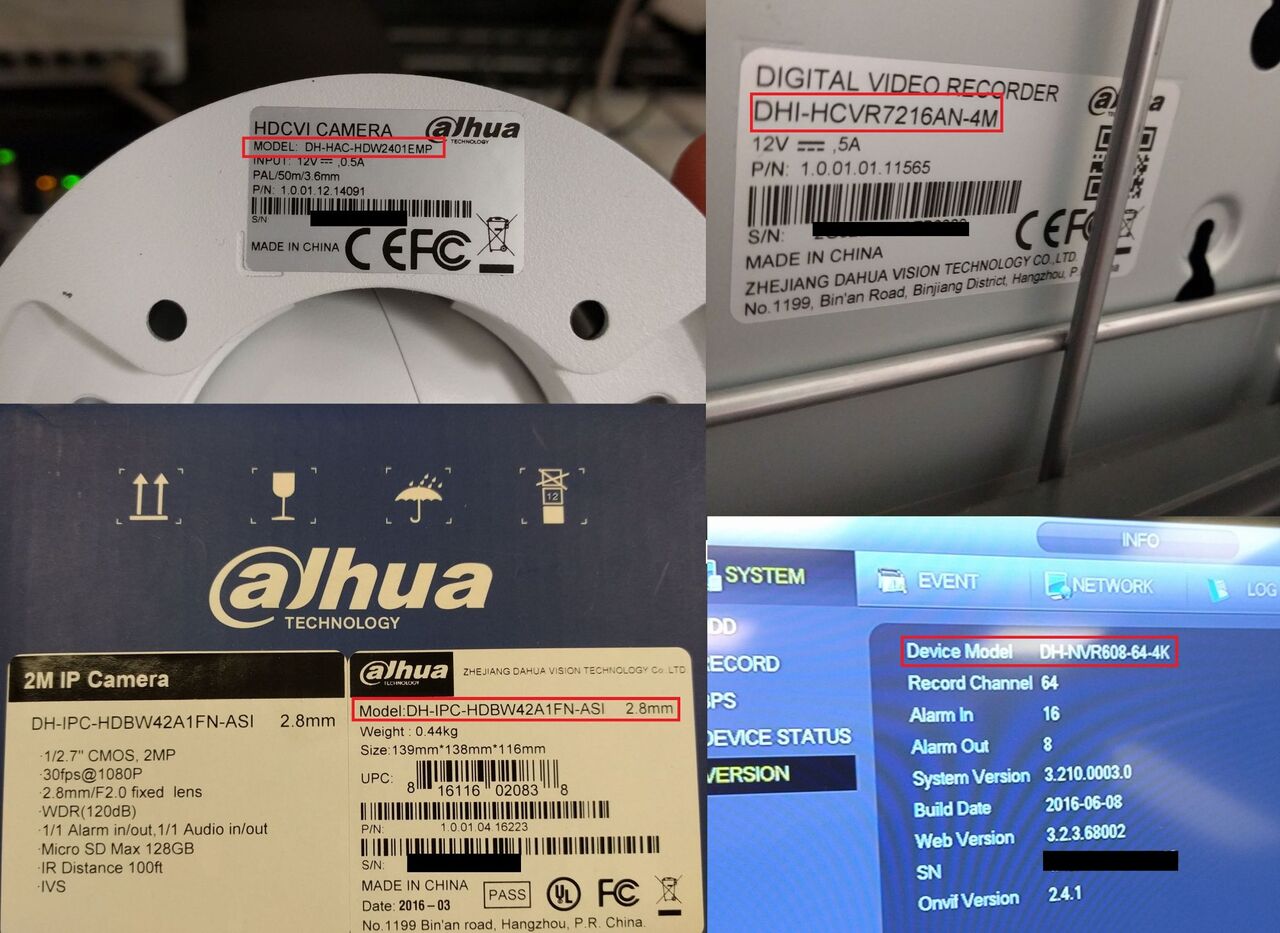 HDCVI CAMERA
alhua
TECHNOLOGY
MODEL: DH-HAC-HDW2401EMP
INPUT: 12V ⎓ ,0.5A
PAL/50m/3.6mm
P/N: 1.0.01.12.14091
S/N
MADE IN CHINA
CE FC
DIGITAL VIDEO RECORDER
alhua
DHI-HCVR7216AN-4M
12V ⎓ ,5A
P/N: 1.0.01.01.11565
S/N:
MADE IN CHINA
CE
ZHEJIANG DAHUA VISION TECHNOLOGY CO.,LTD.
No.1199, Bin'an Road, Binjiang District, Hangzhou, P.R.
12
alhua
TECHNOLOGY
2M IP Camera
DH-IPC-HDBW42A1FN-ASI 2.8mm
·1/2.7" CMOS, 2MP
·30fps@1080P
·2.8mm/F2.0 fixed lens
·WDR(120dB)
·1/1 Alarm in/out,1/1 Audio in/out
·Micro SD Max 128GB
·IR Distance 100ft
·IVS
alhua
TECHNOLOGY
ZHEJIANG DAHUA VISION TECHNOLOGY Co.,LTD
Model:DH-IPC-HDBW42A1FN-ASI 2.8mm
Weight : 0.44kg
Size:139mm*138mm*116mm
UPC:
8 16116 02083 8
P/N: 1.0.01.04.16223
S/N:
MADE IN CHINA
PASS
UL
FC
Date: 2016-03
No.1199 Bin'an road, Hangzhou, P.R. China.
INFO
SYSTEM
EVENT
NETWORK
LOG
DD
ECORD
PS
DEVICE STATUS
VERSION
Device Model DH-NVR608-64-4K
Record Channel 64
Alarm In 16
Alarm Out 8
System Version 3.210.0003.0
Build Date 2016-06-08
Web Version 3.2.3.68002
SN
Onvif Version 2.4.1